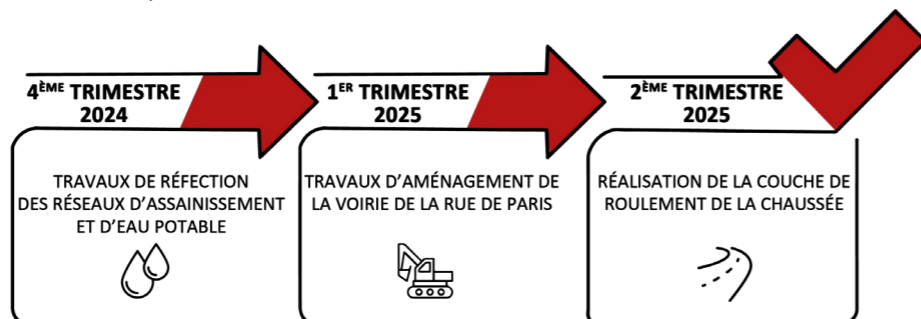 4ÈME TRIMESTRE
2024
TRAVAUX DE RÉFECTION
DES RÉSEAUX D'ASSAINISSEMENT
ET D'EAU POTABLE
1ER TRIMESTRE
2025
TRAVAUX D'AMÉNAGEMENT DE
LA VOIRIE DE LA RUE DE PARIS
2ÈME TRIMESTRE
2025
RÉALISATION DE LA COUCHE DE
ROULEMENT DE LA CHAUSSÉE